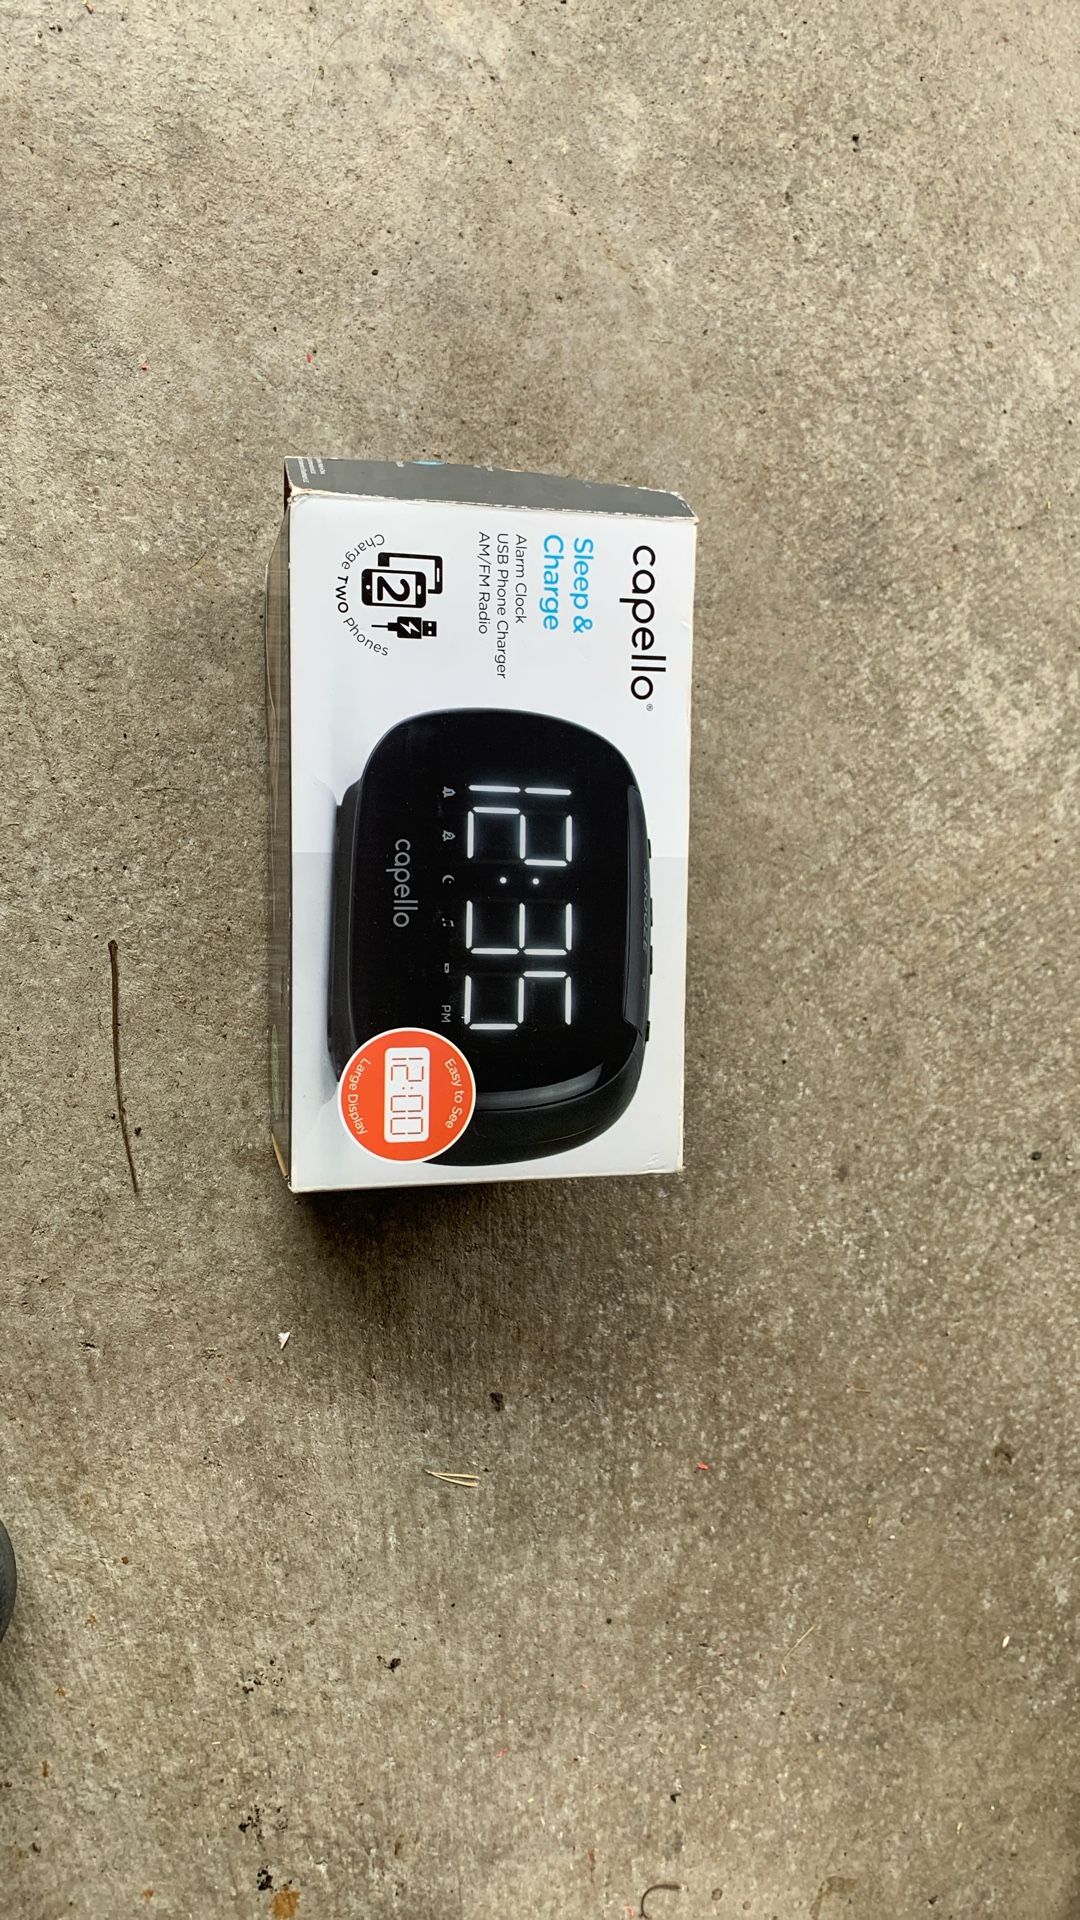 capello®
Sleep &
Charge
Alarm Clock
USB Phone Charger
AM/FM Radio
2
Charge TWO Phones
SNOOZE
12:35
PM
capello
Easy to See
12:00
Large Display